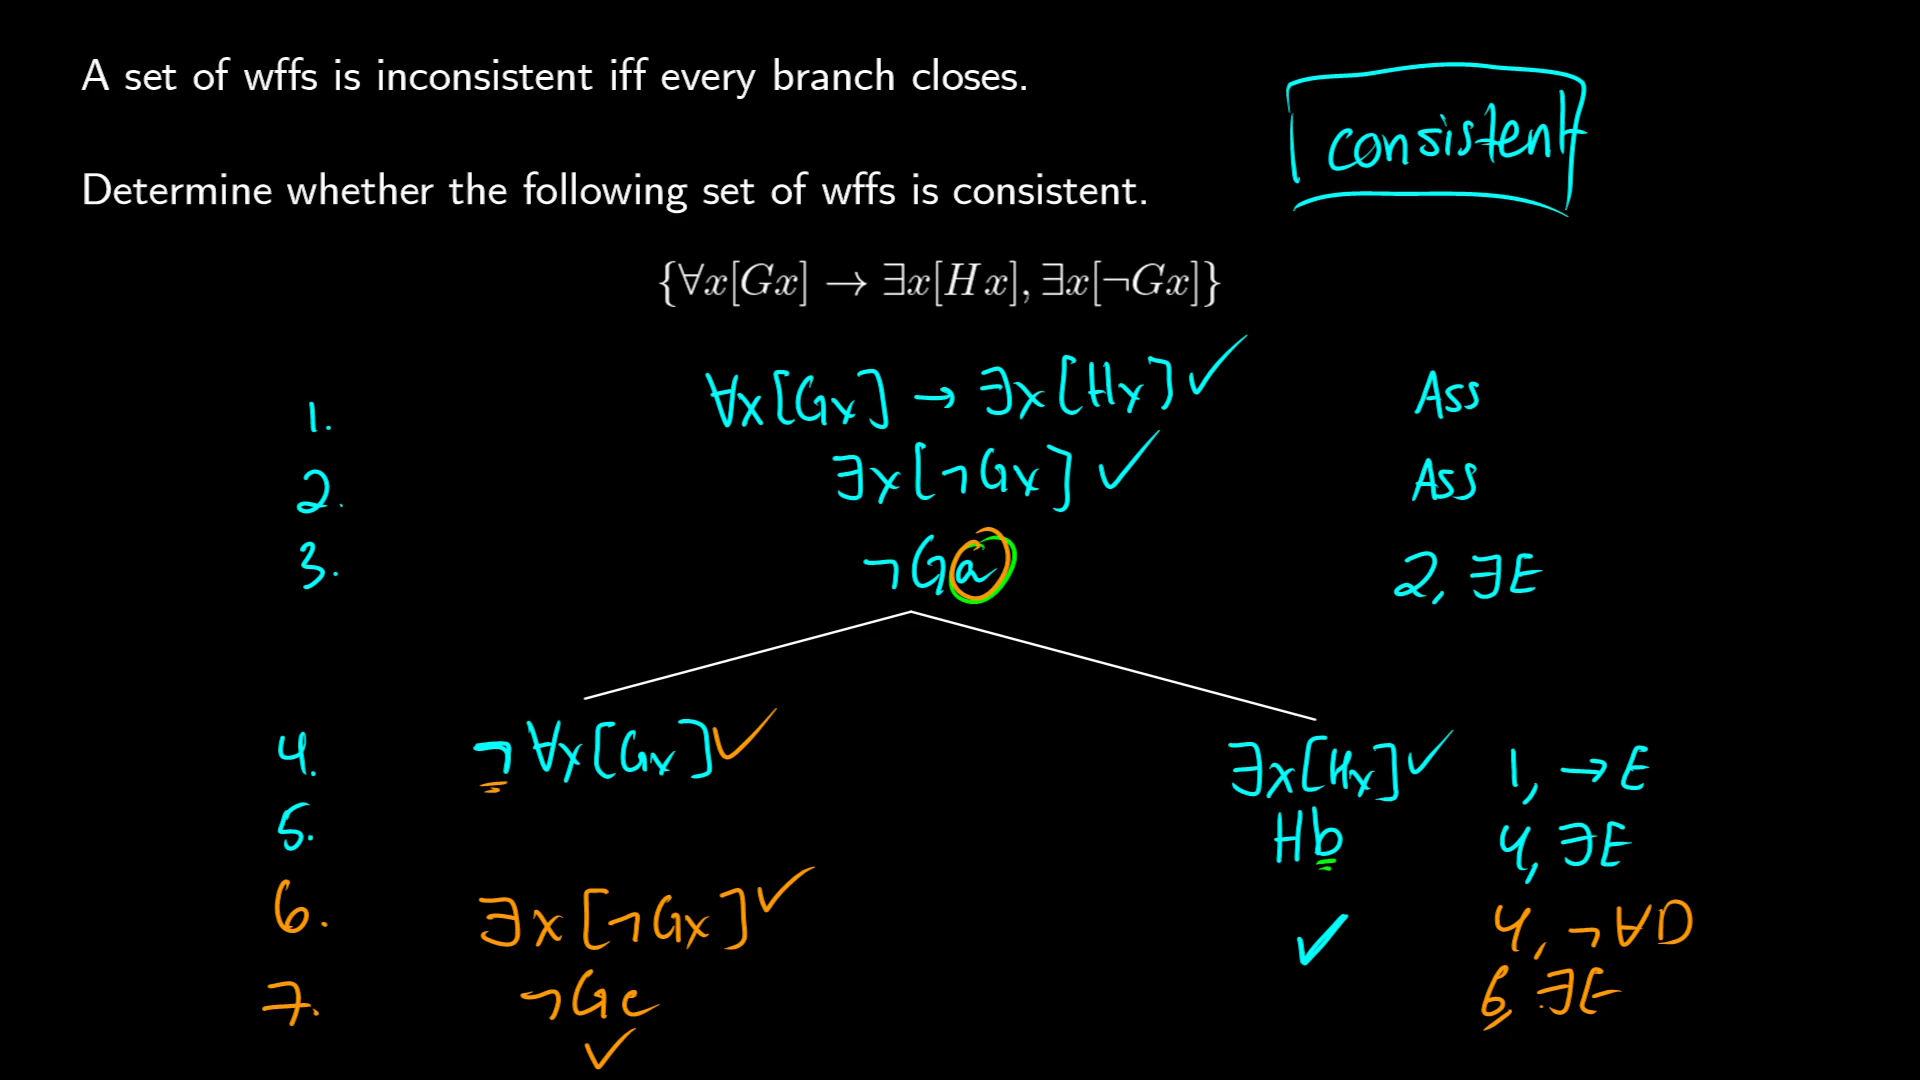 A set of wffs is inconsistent iff every branch closes.
consistent
Determine whether the following set of wffs is consistent.
{∀x[Gx] → ∃x[Hx], ∃x[¬Gx]}
1. ∀x[Gx] → ∃x[Hx] ✓ Ass
2. ∃x[¬Gx] ✓ Ass
3. ¬Ga 2, ∃E
4. ¬∀x[Gx] ✓ ∃x[Hx] ✓ 1, →E
5. Hb 4, ∃E
6. ∃x[¬Gx] ✓ ✓ 4, ¬∀D
7. ¬Gc 6, ∃E
✓